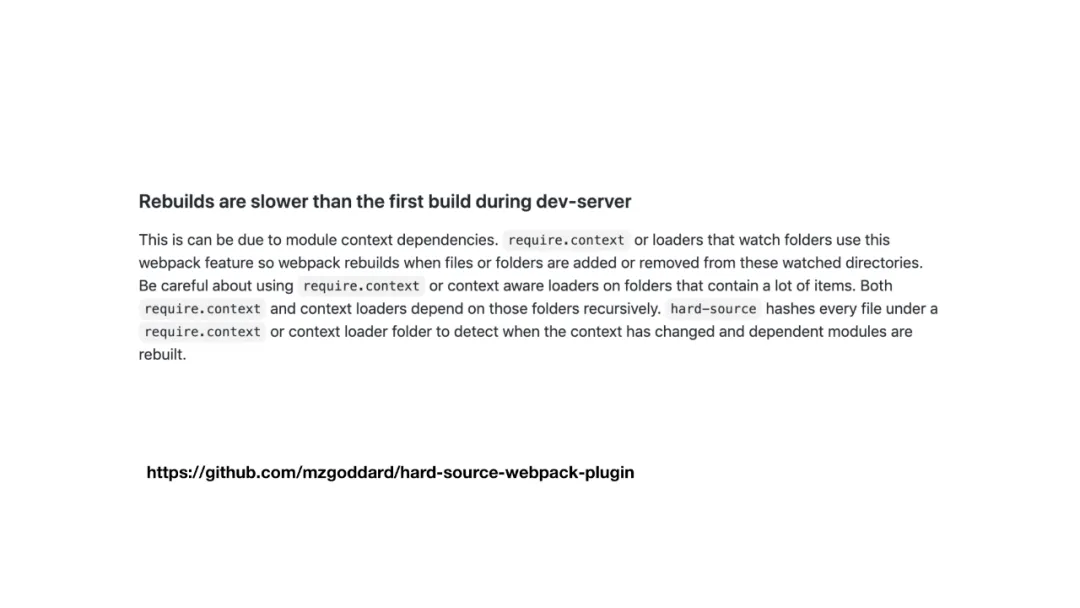 Rebuilds are slower than the first build during dev-server
This is can be due to module context dependencies. require.context or loaders that watch folders use this
webpack feature so webpack rebuilds when files or folders are added or removed from these watched directories.
Be careful about using require.context or context aware loaders on folders that contain a lot of items. Both
require.context and context loaders depend on those folders recursively. hard-source hashes every file under a
require.context or context loader folder to detect when the context has changed and dependent modules are
rebuilt.
https://github.com/mzgoddard/hard-source-webpack-plugin